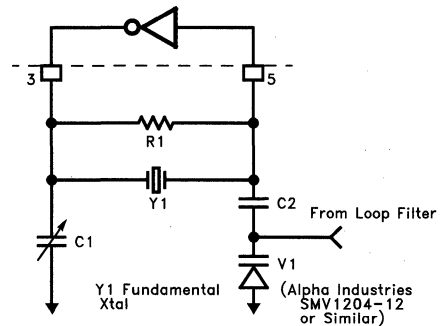 3
5
R1
Y1
C2
From Loop Filter
C1
V1
Y1 Fundamental
Xtal
(Alpha Industries
SMV1204-12
or Similar)